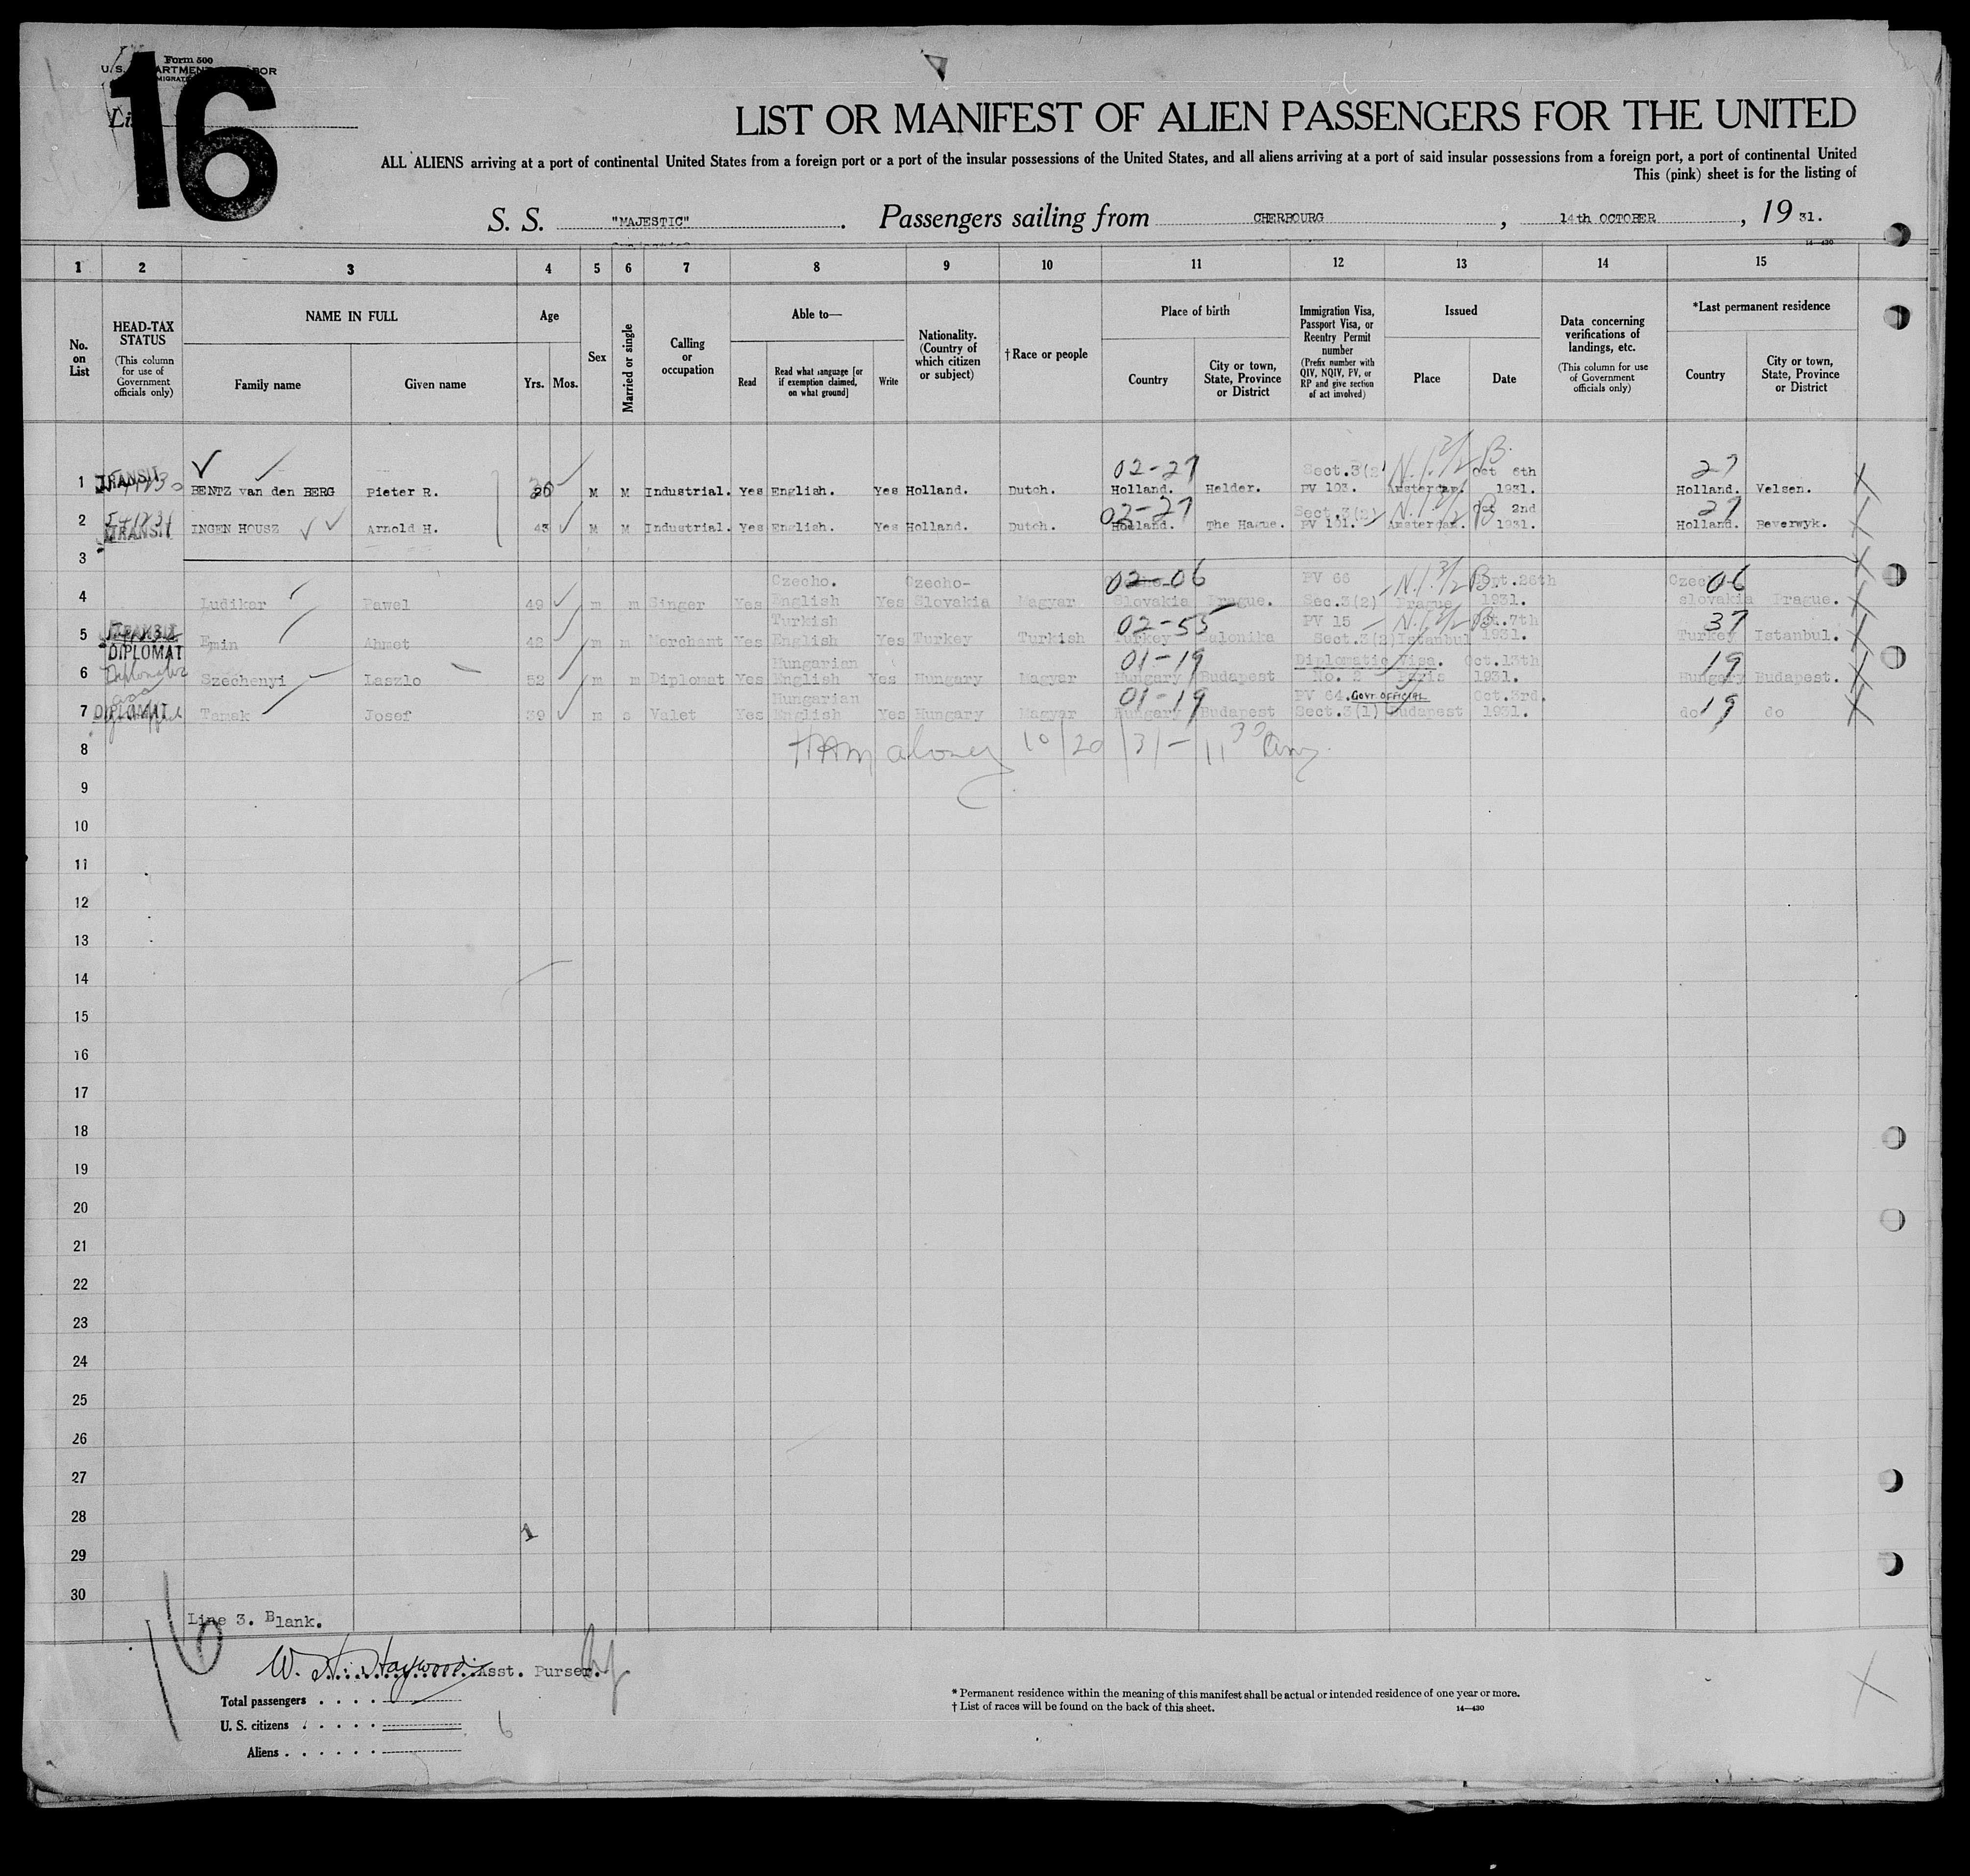 Form 500
16
LIST OR MANIFEST OF ALIEN PASSENGERS FOR THE UNITED
ALL ALIENS arriving at a port of continental United States from a foreign port or a port of the insular possessions of the United States, and all aliens arriving at a port of said insular possessions from a foreign port, a port of continental United
This (pink) sheet is for the listing of
S. S. "MAJESTIC" . Passengers sailing from CHERBOURG , 14th OCTOBER , 19 31.
14-430
1 2 3 4 5 6 7 8 9 10 11 12 13 14 15
No. on List
HEAD-TAX STATUS (This column for use of Government officials only)
NAME IN FULL Family name Given name
Age Yrs. Mos.
Sex
Married or single
Calling or occupation
Able to— Read Read what language [or if exemption claimed, on what ground] Write
Nationality. (Country of which citizen or subject)
†Race or people
Place of birth Country City or town, State, Province or District
Immigration Visa, Passport Visa, or Reentry Permit number (Prefix number with QIV, NQIV, PV, or RP and give section of act involved)
Issued Place Date
Data concerning verifications of landings, etc. (This column for use of Government officials only)
*Last permanent residence Country City or town, State, Province or District
02-27 Sect.3(2) Oct 6th 27
1 TRANSIT BENTZ van den BERG Pieter R. M M Industrial. Yes English. Yes Holland. Dutch. Holland. Helder. PV 103. Amsterdam. 1931. Holland. Velsen.
02-27 Sect.3(2) Oct 2nd 27
2 TRANSIT INGEN HOUSZ Arnold H. 43 M M Industrial. Yes English. Yes Holland. Dutch. Holland. The Hague. PV 101. Amsterdam. 1931. Holland. Beverwyk.
3
Czecho. Czecho- 02-06 PV 66 Sept.26th Czecho 06
4 Ludikar Pawel 49 m m Singer Yes English Yes Slovakia Magyar Slovakia Prague. Sec.3(2) Prague 1931. slovakia Prague.
TRANSIT Turkish 02-55 PV 15 7th 37
5 DIPLOMAT Emin Ahmet 42 m m Merchant Yes English Yes Turkey Turkish Turkey Salonika Sect.3(2) Istanbul 1931. Turkey Istanbul.
Hungarian 01-19 Diplomatic Visa. Oct.13th 19
6 Diplomatic Szechenyi Laszlo 52 m m Diplomat Yes English Yes Hungary Magyar Hungary Budapest No. 2 Paris 1931. Hungary Budapest.
Hungarian 01-19 PV 64. GOVT OFFICIAL Oct.3rd. 19
7 DIPLOMAT Tamak Josef 39 m s Valet Yes English Yes Hungary Magyar Hungary Budapest Sect.3(1) Budapest 1931. do do
8 10/20/31 - 11 30 am
9
10
11
12
13
14
15
16
17
18
19
20
21
22
23
24
25
26
27
28
29
30
Line 3. Blank.
16
W. H. Haywood Asst. Purser.
Total passengers
U. S. citizens
6
Aliens
* Permanent residence within the meaning of this manifest shall be actual or intended residence of one year or more.
† List of races will be found on the back of this sheet.
14-430